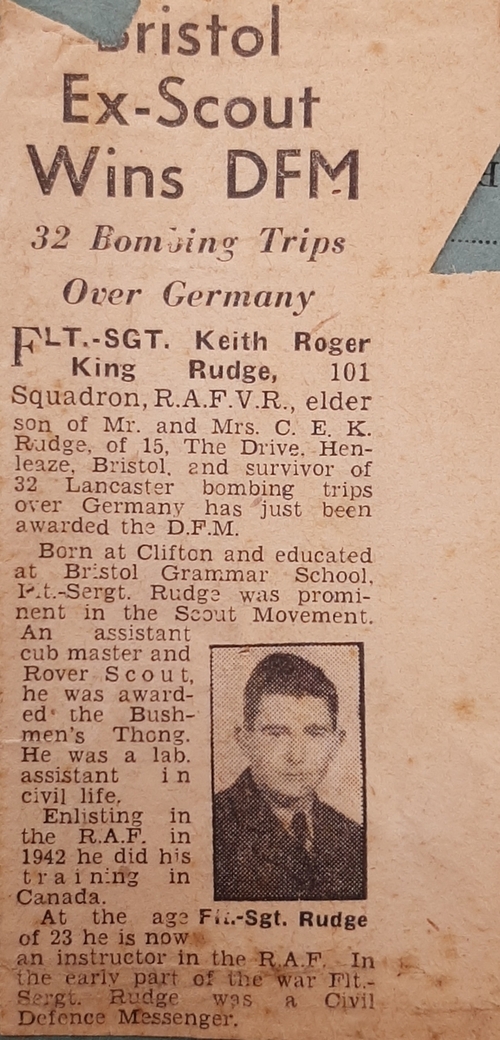 Bristol
Ex-Scout
Wins DFM
32 Bombing Trips
Over Germany
FLT.-SGT. Keith Roger
King Rudge, 101
Squadron, R.A.F.V.R., elder
son of Mr. and Mrs. C. E. K.
Rudge, of 15, The Drive, Hen-
leaze, Bristol, and survivor of
32 Lancaster bombing trips
over Germany has just been
awarded the D.F.M.
Born at Clifton and educated
at Bristol Grammar School,
Flt.-Sergt. Rudge was promi-
nent in the Scout Movement.
An assistant
cub master and
Rover Scout,
he was award-
ed the Bush-
men's Thong.
He was a lab.
assistant in
civil life.
Enlisting in
the R.A.F. in
1942 he did his
training in
Canada.
Flt.-Sgt. Rudge
At the age
of 23 he is now
an instructor in the R.A.F. In
the early part of the war Flt.-
Sergt. Rudge was a Civil
Defence Messenger.